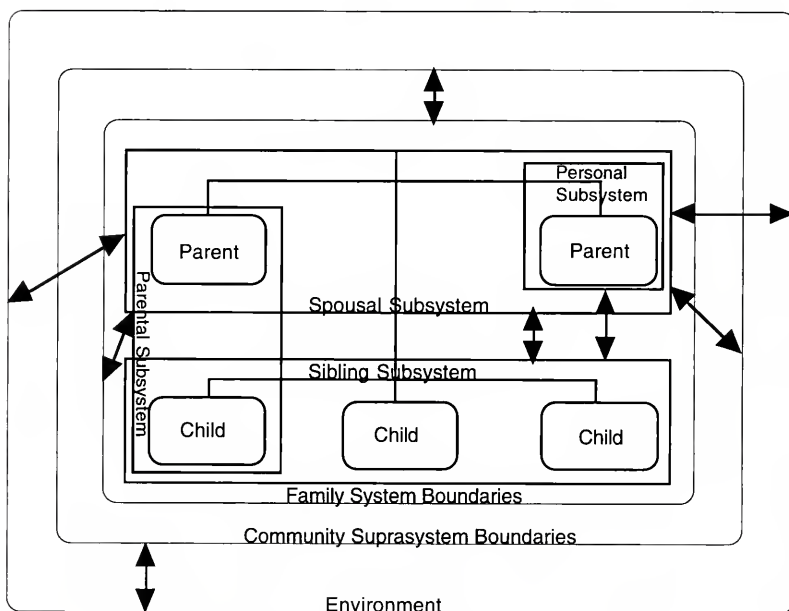 Personal
Subsystem
Parent
Parent
Parental Subsystem
Spousal Subsystem
Sibling Subsystem
Child
Child
Child
Family System Boundaries
Community Suprasystem Boundaries
Environment